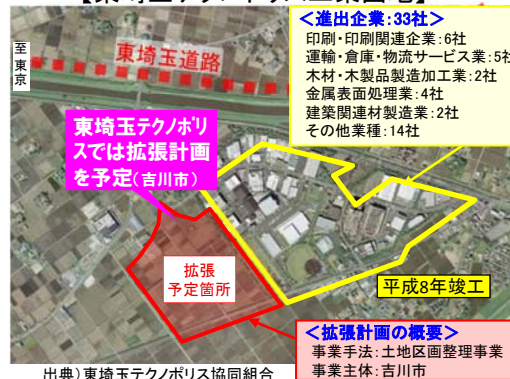 至
東
京
東埼玉道路
＜進出企業:33社＞
印刷・印刷関連企業:6社
運輸・倉庫・物流サービス業:5社
木材・木製品製造加工業:2社
金属表面処理業:4社
建築関連材製造業:2社
その他業種:14社
東埼玉テクノポリ
スでは拡張計画
を予定(吉川市)
拡張
予定箇所
平成8年竣工
＜拡張計画の概要＞
事業手法:土地区画整理事業
事業主体:吉川市
出典)東埼玉テクノポリス協同組合